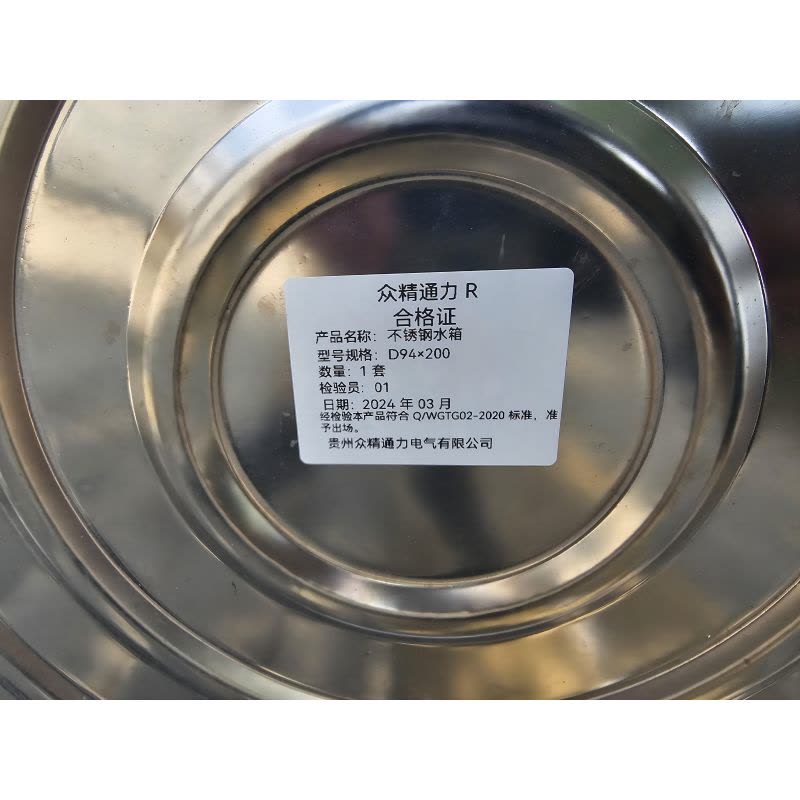 众精通力 R
合格证
产品名称：不锈钢水箱
型号规格：D94×200
数量：1 套
检验员：01
日期：2024 年 03 月
经检验本产品符合 Q/WGTG02-2020 标准，准
予出场。
贵州众精通力电气有限公司